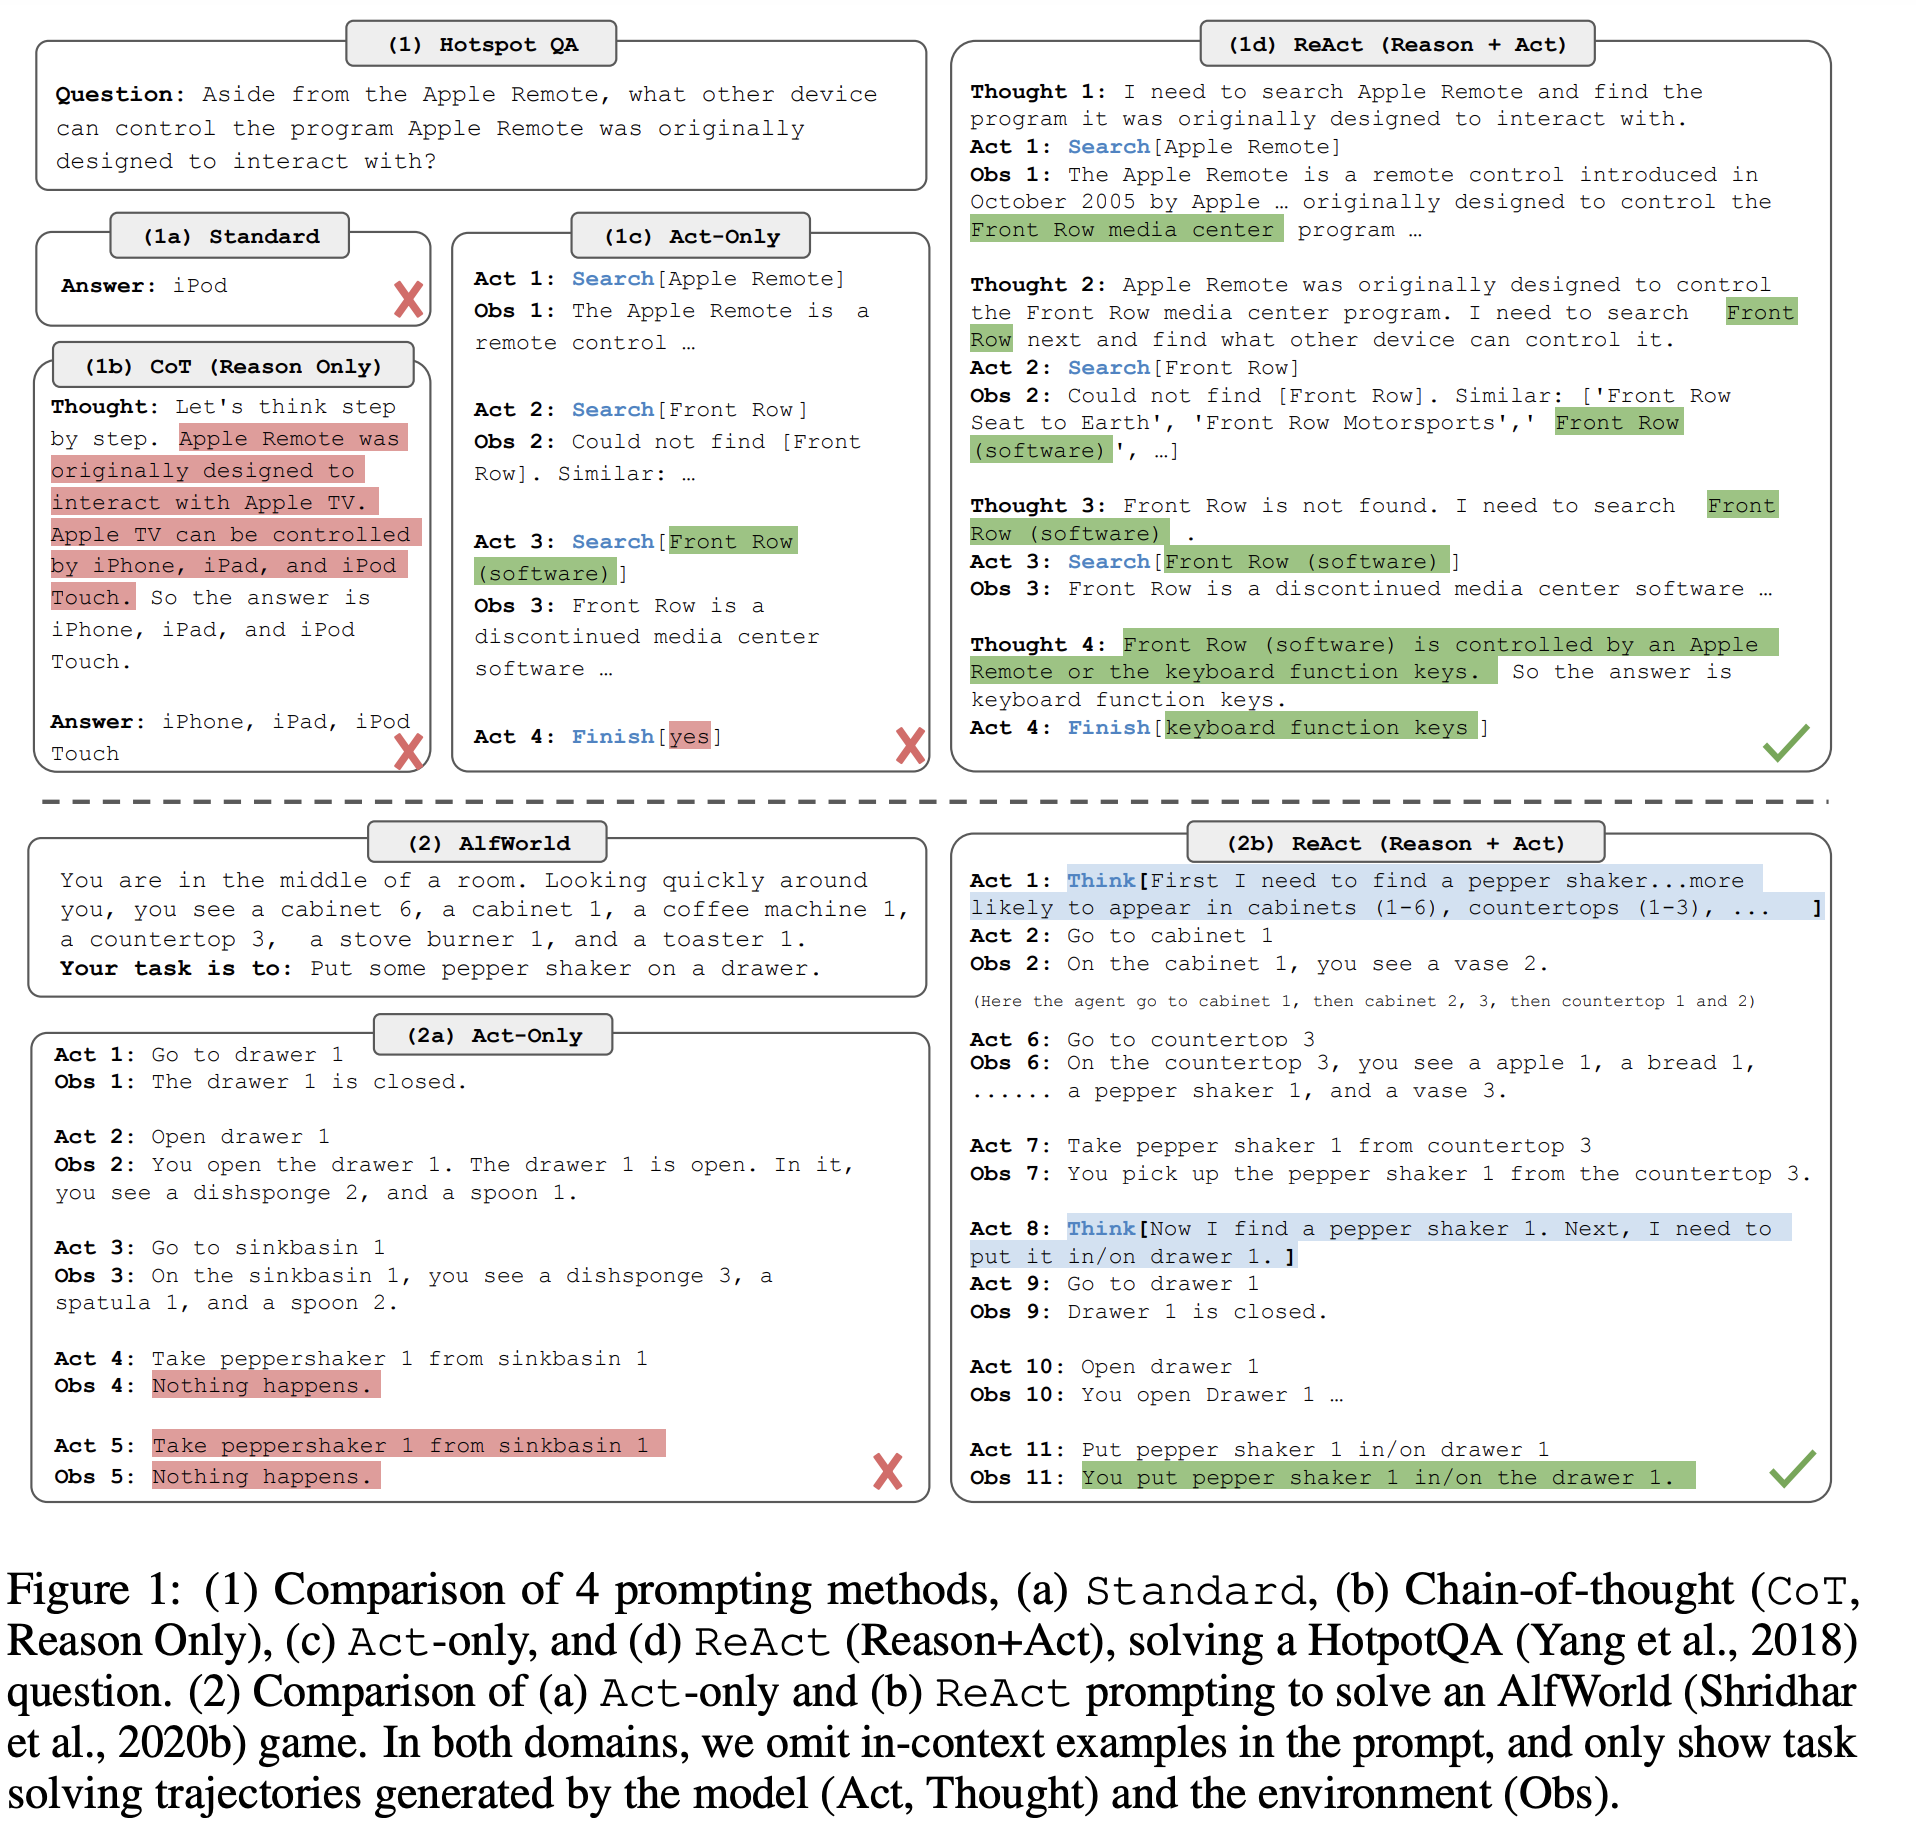 (1) Hotspot QA
Question: Aside from the Apple Remote, what other device
can control the program Apple Remote was originally
designed to interact with?
(1a) Standard
Answer: iPod
(1b) CoT (Reason Only)
Thought: Let's think step
by step. Apple Remote was
originally designed to
interact with Apple TV.
Apple TV can be controlled
by iPhone, iPad, and iPod
Touch. So the answer is
iPhone, iPad, and iPod
Touch.
Answer: iPhone, iPad, iPod
Touch
(1c) Act-Only
Act 1: Search[Apple Remote]
Obs 1: The Apple Remote is a
remote control …
Act 2: Search[Front Row]
Obs 2: Could not find [Front
Row]. Similar: …
Act 3: Search[Front Row
(software)]
Obs 3: Front Row is a
discontinued media center
software …
Act 4: Finish[yes]
(1d) ReAct (Reason + Act)
Thought 1: I need to search Apple Remote and find the
program it was originally designed to interact with.
Act 1: Search[Apple Remote]
Obs 1: The Apple Remote is a remote control introduced in
October 2005 by Apple … originally designed to control the
Front Row media center program …
Thought 2: Apple Remote was originally designed to control
the Front Row media center program. I need to search Front
Row next and find what other device can control it.
Act 2: Search[Front Row]
Obs 2: Could not find [Front Row]. Similar: ['Front Row
Seat to Earth', 'Front Row Motorsports',' Front Row
(software)', …]
Thought 3: Front Row is not found. I need to search Front
Row (software) .
Act 3: Search[Front Row (software) ]
Obs 3: Front Row is a discontinued media center software …
Thought 4: Front Row (software) is controlled by an Apple
Remote or the keyboard function keys. So the answer is
keyboard function keys.
Act 4: Finish[keyboard function keys ]
(2) AlfWorld
You are in the middle of a room. Looking quickly around
you, you see a cabinet 6, a cabinet 1, a coffee machine 1,
a countertop 3, a stove burner 1, and a toaster 1.
Your task is to: Put some pepper shaker on a drawer.
(2a) Act-Only
Act 1: Go to drawer 1
Obs 1: The drawer 1 is closed.
Act 2: Open drawer 1
Obs 2: You open the drawer 1. The drawer 1 is open. In it,
you see a dishsponge 2, and a spoon 1.
Act 3: Go to sinkbasin 1
Obs 3: On the sinkbasin 1, you see a dishsponge 3, a
spatula 1, and a spoon 2.
Act 4: Take peppershaker 1 from sinkbasin 1
Obs 4: Nothing happens.
Act 5: Take peppershaker 1 from sinkbasin 1
Obs 5: Nothing happens.
(2b) ReAct (Reason + Act)
Act 1: Think[First I need to find a pepper shaker...more
likely to appear in cabinets (1-6), countertops (1-3), ... ]
Act 2: Go to cabinet 1
Obs 2: On the cabinet 1, you see a vase 2.
(Here the agent go to cabinet 1, then cabinet 2, 3, then countertop 1 and 2)
Act 6: Go to countertop 3
Obs 6: On the countertop 3, you see a apple 1, a bread 1,
...... a pepper shaker 1, and a vase 3.
Act 7: Take pepper shaker 1 from countertop 3
Obs 7: You pick up the pepper shaker 1 from the countertop 3.
Act 8: Think[Now I find a pepper shaker 1. Next, I need to
put it in/on drawer 1. ]
Act 9: Go to drawer 1
Obs 9: Drawer 1 is closed.
Act 10: Open drawer 1
Obs 10: You open Drawer 1 …
Act 11: Put pepper shaker 1 in/on drawer 1
Obs 11: You put pepper shaker 1 in/on the drawer 1.
Figure 1: (1) Comparison of 4 prompting methods, (a) Standard, (b) Chain-of-thought (CoT,
Reason Only), (c) Act-only, and (d) ReAct (Reason+Act), solving a HotpotQA (Yang et al., 2018)
question. (2) Comparison of (a) Act-only and (b) ReAct prompting to solve an AlfWorld (Shridhar
et al., 2020b) game. In both domains, we omit in-context examples in the prompt, and only show task
solving trajectories generated by the model (Act, Thought) and the environment (Obs).